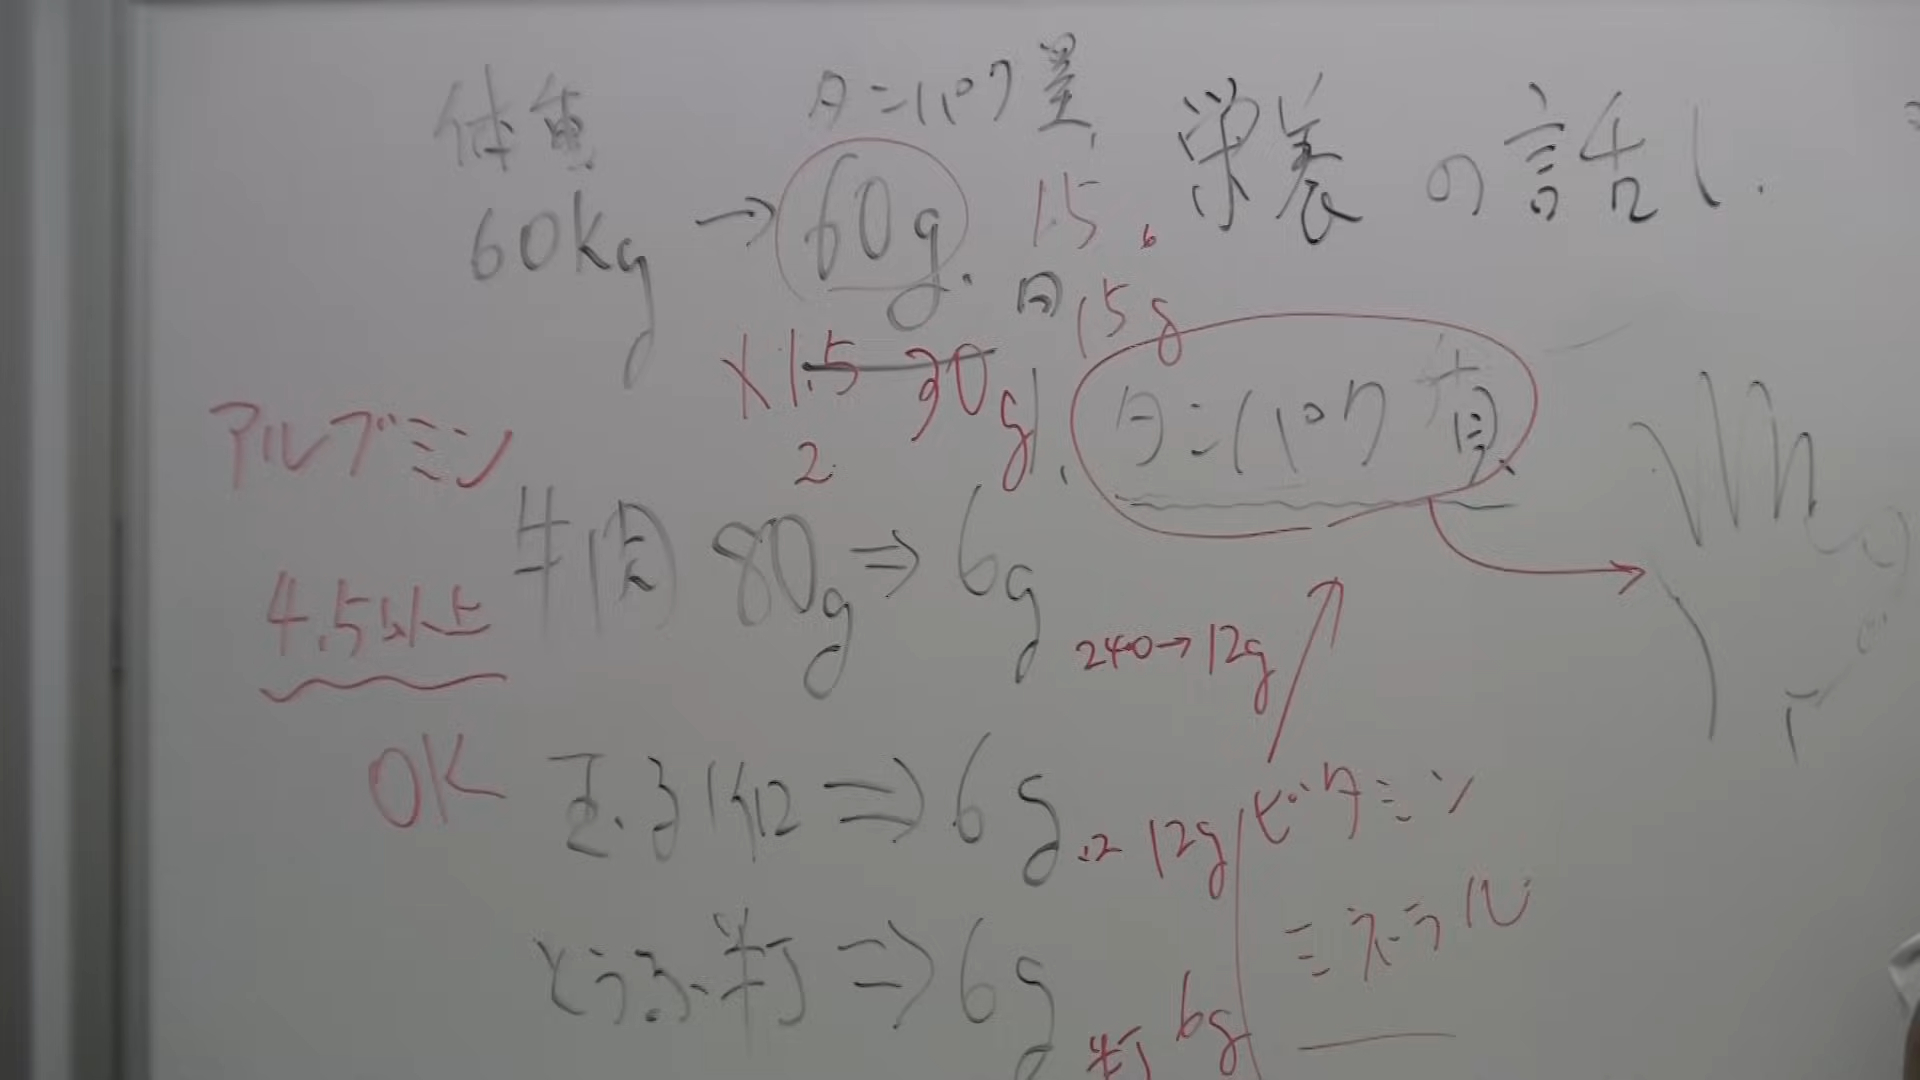 栄養の話し.
体重 タンパク量
60kg → 60g. 1.5
肉 15g
×1.5 90g
2
タンパク質
アルブミン
4.5以上
OK
牛肉 80g ⇒ 6g
240→12g
玉子1個 ⇒ 6g
.2 12g
とうふ半丁 ⇒ 6g
半丁 6g
ビタミン
ミネラル